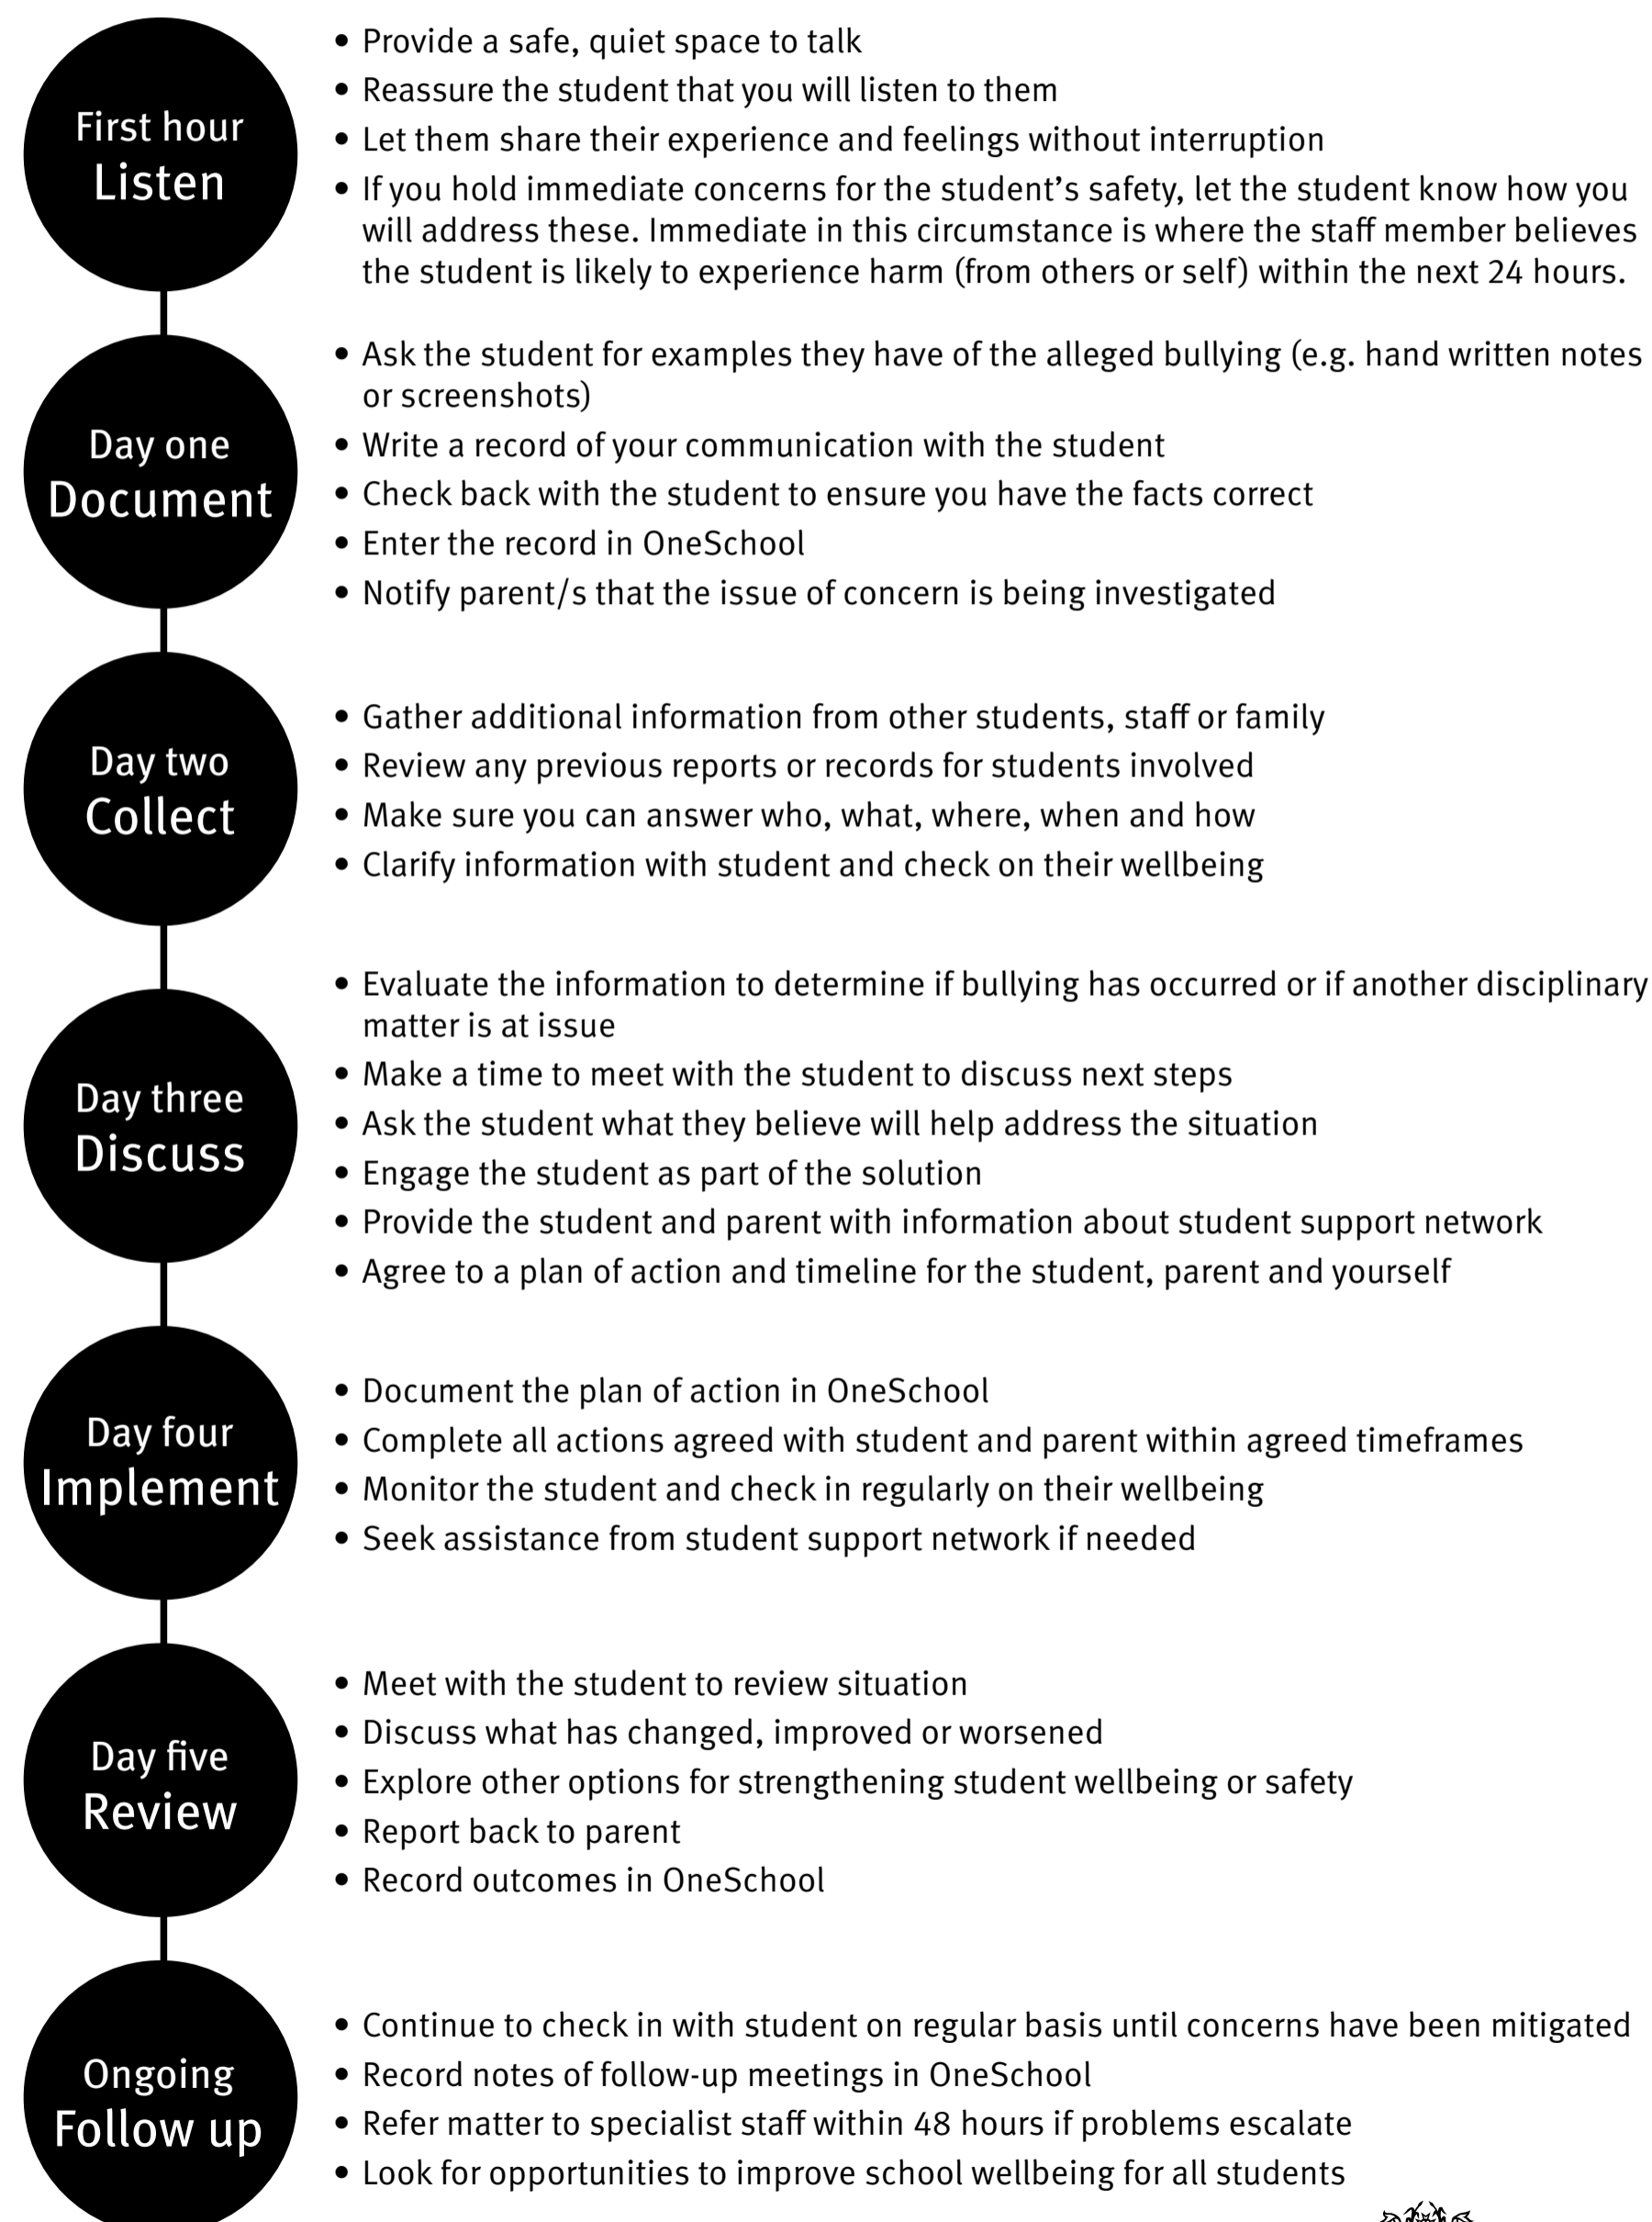 First hour
Listen
• Provide a safe, quiet space to talk
• Reassure the student that you will listen to them
• Let them share their experience and feelings without interruption
• If you hold immediate concerns for the student’s safety, let the student know how you
will address these. Immediate in this circumstance is where the staff member believes
the student is likely to experience harm (from others or self) within the next 24 hours.
Day one
Document
• Ask the student for examples they have of the alleged bullying (e.g. hand written notes
or screenshots)
• Write a record of your communication with the student
• Check back with the student to ensure you have the facts correct
• Enter the record in OneSchool
• Notify parent/s that the issue of concern is being investigated
Day two
Collect
• Gather additional information from other students, staff or family
• Review any previous reports or records for students involved
• Make sure you can answer who, what, where, when and how
• Clarify information with student and check on their wellbeing
Day three
Discuss
• Evaluate the information to determine if bullying has occurred or if another disciplinary
matter is at issue
• Make a time to meet with the student to discuss next steps
• Ask the student what they believe will help address the situation
• Engage the student as part of the solution
• Provide the student and parent with information about student support network
• Agree to a plan of action and timeline for the student, parent and yourself
Day four
Implement
• Document the plan of action in OneSchool
• Complete all actions agreed with student and parent within agreed timeframes
• Monitor the student and check in regularly on their wellbeing
• Seek assistance from student support network if needed
Day five
Review
• Meet with the student to review situation
• Discuss what has changed, improved or worsened
• Explore other options for strengthening student wellbeing or safety
• Report back to parent
• Record outcomes in OneSchool
Ongoing
Follow up
• Continue to check in with student on regular basis until concerns have been mitigated
• Record notes of follow-up meetings in OneSchool
• Refer matter to specialist staff within 48 hours if problems escalate
• Look for opportunities to improve school wellbeing for all students